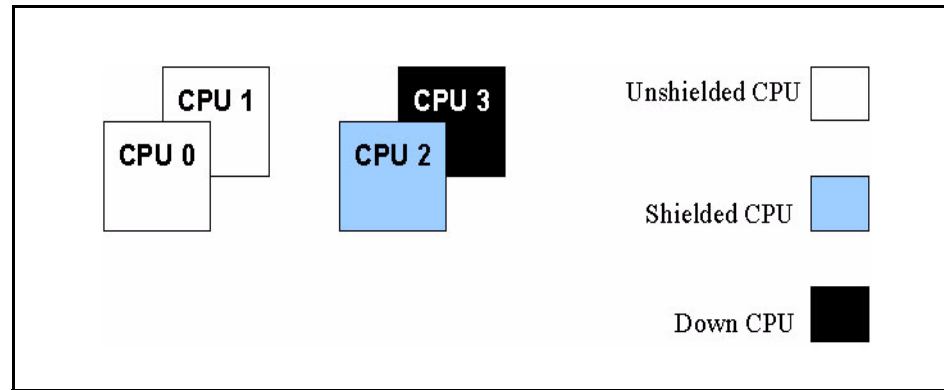 CPU 1
CPU 0
CPU 3
CPU 2
Unshielded CPU
Shielded CPU
Down CPU